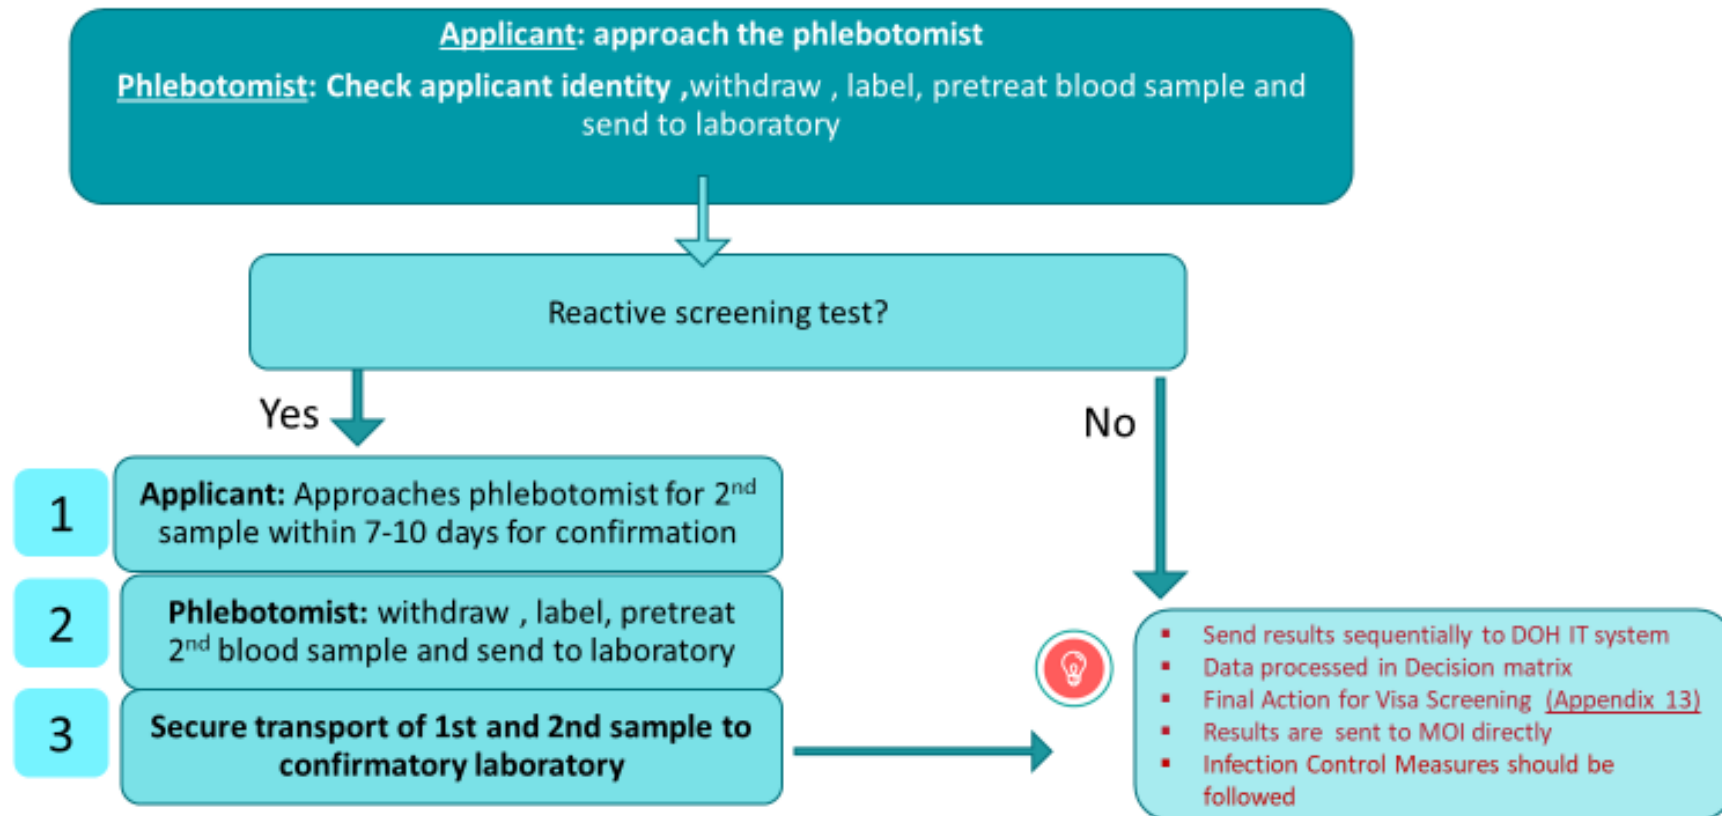 Applicant: approach the phlebotomist
Phlebotomist: Check applicant identity ,withdraw , label, pretreat blood sample and
send to laboratory
Reactive screening test?
Yes
No
1
Applicant: Approaches phlebotomist for 2nd
sample within 7-10 days for confirmation
2
Phlebotomist: withdraw , label, pretreat
2nd blood sample and send to laboratory
3
Secure transport of 1st and 2nd sample to
confirmatory laboratory
▪ Send results sequentially to DOH IT system
▪ Data processed in Decision matrix
▪ Final Action for Visa Screening (Appendix 13)
▪ Results are sent to MOI directly
▪ Infection Control Measures should be
followed